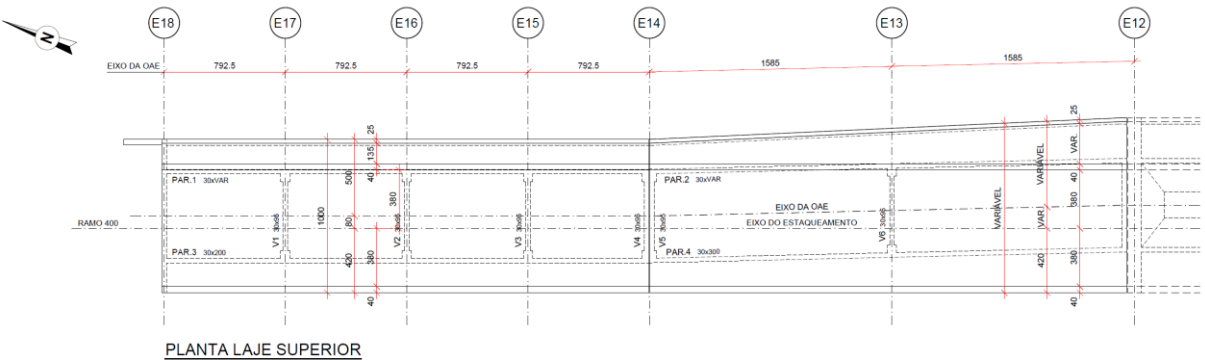 E18 E17 E16 E15 E14 E13 E12
N
EIXO DA OAE 792.5 792.5 792.5 792.5 1585 1585
25 25
135 VAR.
VARIÁVEL
40 40
PAR.1 30xVAR 500 PAR.2 30xVAR
380 VARIÁVEL 380
1000 EIXO DA OAE
RAMO 400 80 EIXO DO ESTAQUEAMENTO VAR.
V1 30x95 V2 30x95 V3 30x95 V4 30x95 V5 30x95 V6 30x95
PAR.3 30x200 PAR.4 30x300
420 380 420 380
40 40
PLANTA LAJE SUPERIOR